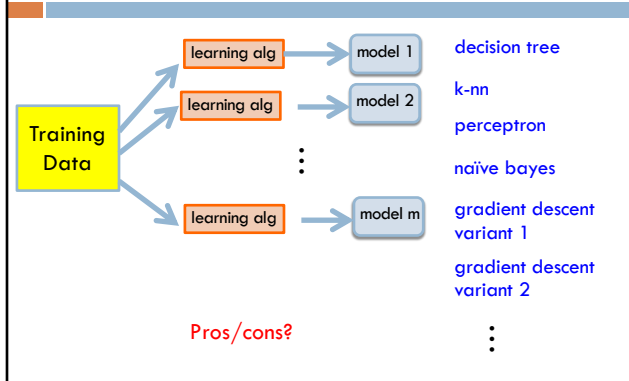 learning alg
model 1
decision tree
learning alg
model 2
k-nn
Training
Data
perceptron
naïve bayes
learning alg
model m
gradient descent
variant 1
gradient descent
variant 2
Pros/cons?